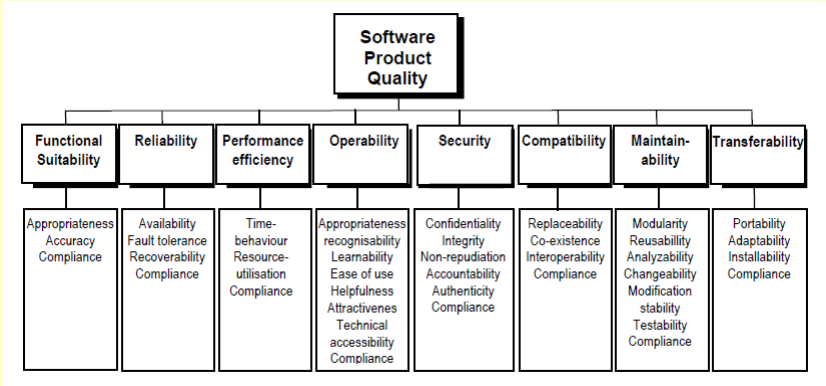 Software
Product
Quality
Functional
Suitability
Reliability
Performance
efficiency
Operability
Security
Compatibility
Maintain-
ability
Transferability
Appropriateness
Accuracy
Compliance
Availability
Fault tolerance
Recoverability
Compliance
Time-
behaviour
Resource-
utilisation
Compliance
Appropriateness
recognisability
Learnability
Ease of use
Helpfulness
Attractivenes
Technical
accessibility
Compliance
Confidentiality
Integrity
Non-repudiation
Accountability
Authenticity
Compliance
Replaceability
Co-existence
Interoperability
Compliance
Modularity
Reusability
Analyzability
Changeability
Modification
stability
Testability
Compliance
Portability
Adaptability
Installability
Compliance